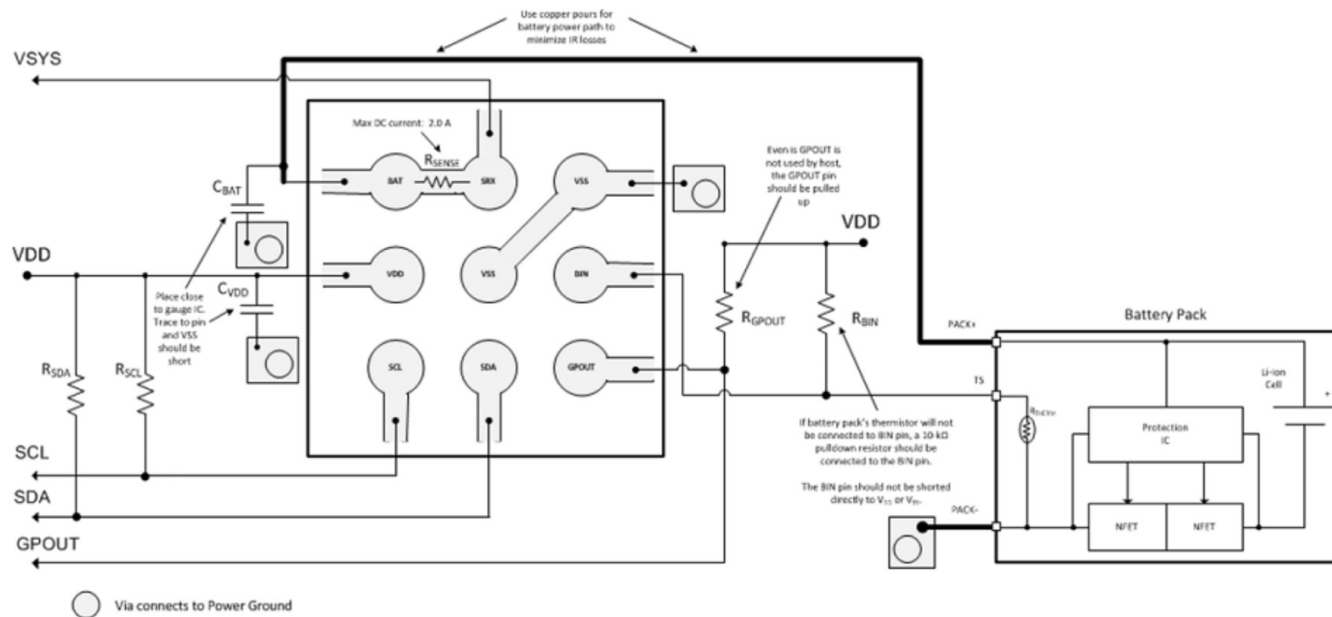 Use copper pours for
battery power path to
minimize IR losses
VSYS
Max DC current: 2.0 A
RSENSE
BAT
SRX
VSS
Even is GPOUT is
not used by host,
the GPOUT pin
should be pulled
up
CBAT
VDD
VDD
VDD
VSS
BIN
CVDD
Place close
to gauge IC.
Trace to pin
and VSS
should be
short
RGPOUT
RBIN
Battery Pack
PACK+
RSDA
RSCL
SCL
SDA
GPOUT
TS
Li-Ion
Cell
+
If battery pack's thermistor will not
be connected to BIN pin, a 10-kΩ
pulldown resistor should be
connected to the BIN pin.
Protection
IC
The BIN pin should not be shorted
directly to
or
SCL
SDA
PACK-
NFET
NFET
GPOUT
Via connects to Power Ground